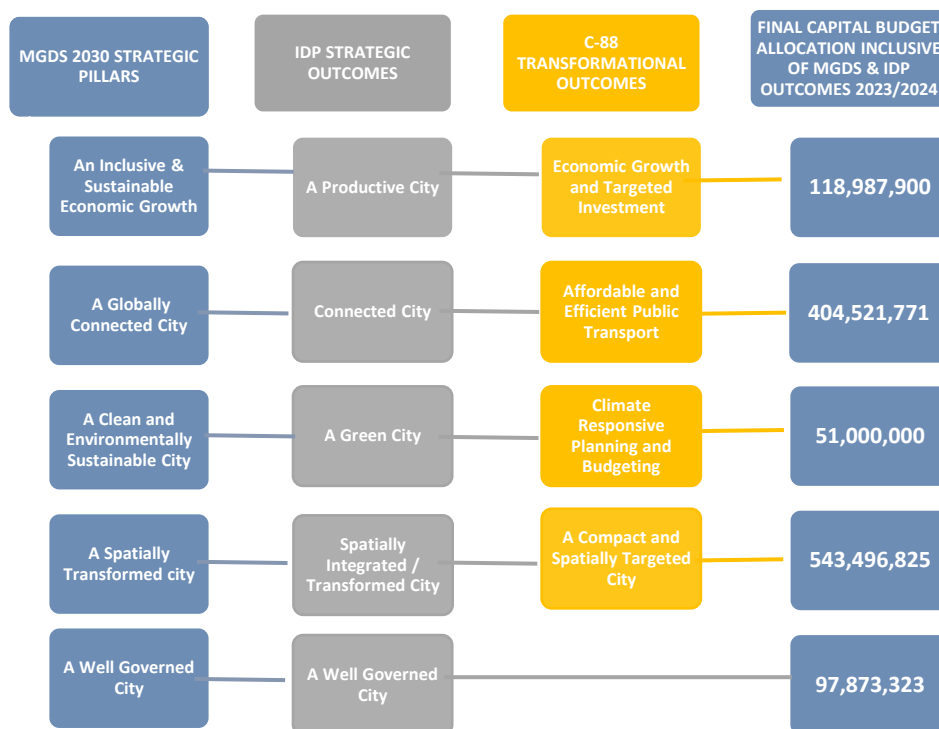 MGDS 2030 STRATEGIC
PILLARS
IDP STRATEGIC
OUTCOMES
C-88
TRANSFORMATIONAL
OUTCOMES
FINAL CAPITAL BUDGET
ALLOCATION INCLUSIVE
OF MGDS & IDP
OUTCOMES 2023/2024
An Inclusive &
Sustainable
Economic Growth
A Productive City
Economic Growth
and Targeted
Investment
118,987,900
A Globally
Connected City
Connected City
Affordable and
Efficient Public
Transport
404,521,771
A Clean and
Environmentally
Sustainable City
A Green City
Climate
Responsive
Planning and
Budgeting
51,000,000
A Spatially
Transformed city
Spatially
Integrated /
Transformed City
A Compact and
Spatially Targeted
City
543,496,825
A Well Governed
City
A Well Governed
City
97,873,323